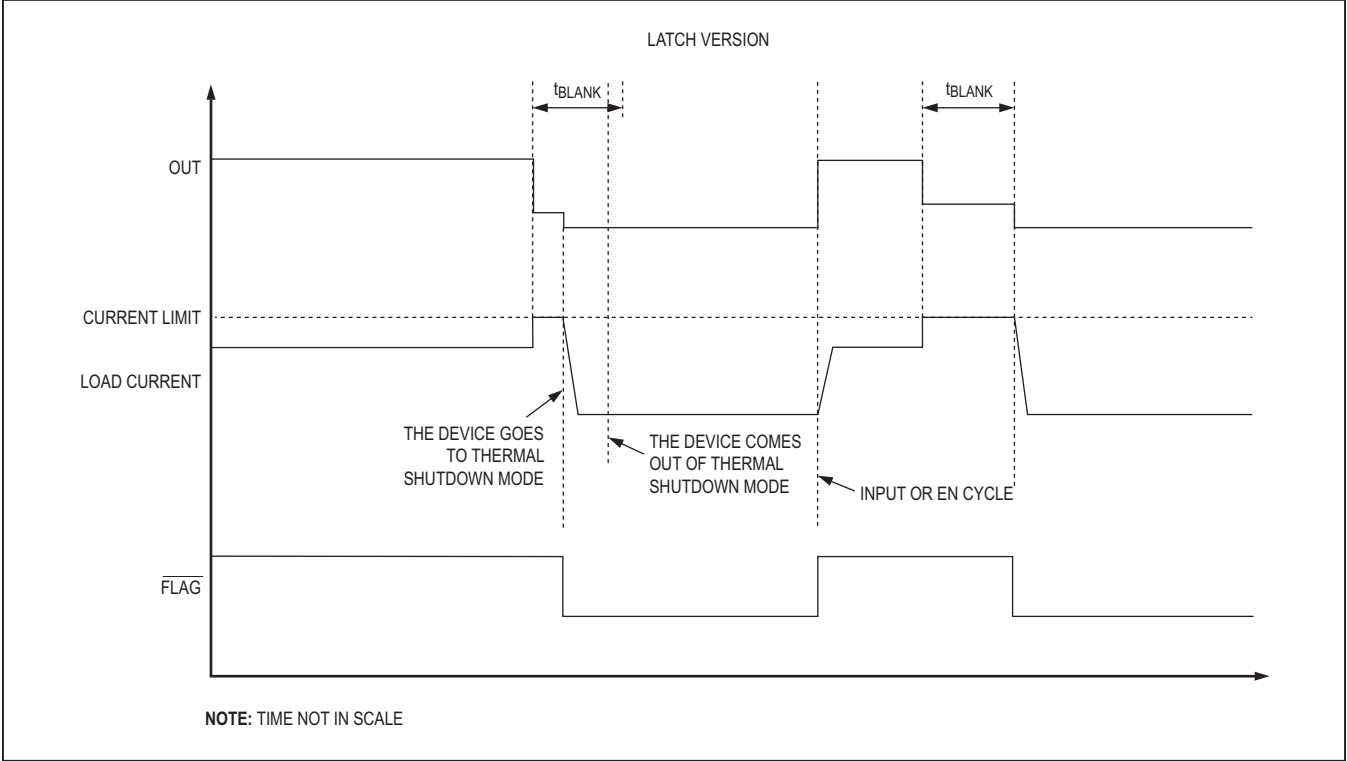 LATCH VERSION
tBLANK
tBLANK
OUT
CURRENT LIMIT
LOAD CURRENT
THE DEVICE GOES
TO THERMAL
SHUTDOWN MODE
THE DEVICE COMES
OUT OF THERMAL
SHUTDOWN MODE
INPUT OR EN CYCLE
FLAG
NOTE: TIME NOT IN SCALE